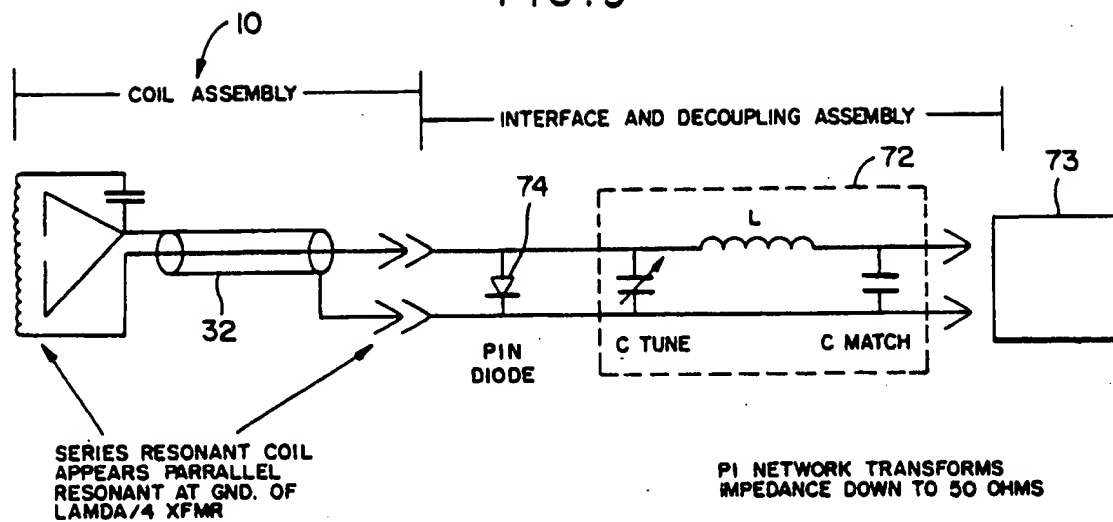 10
COIL ASSEMBLY
INTERFACE AND DECOUPLING ASSEMBLY
72
73
74
L
32
PIN
DIODE
C TUNE
C MATCH
SERIES RESONANT COIL
APPEARS PARRALLEL
RESONANT AT GND. OF
LAMDA/4 XFMR
PI NETWORK TRANSFORMS
IMPEDANCE DOWN TO 50 OHMS